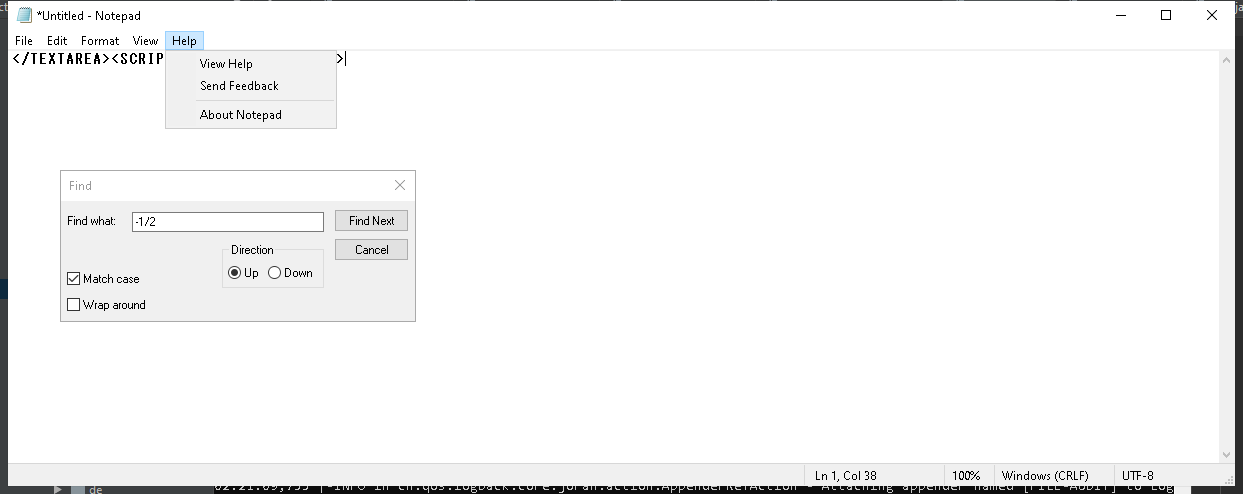 *Untitled - Notepad
File Edit Format View Help
</TEXTAREA><SCRIP >
View Help
Send Feedback
About Notepad
Find
Find what: -1/2 Find Next
Direction Cancel
Up Down
Match case
Wrap around
Ln 1, Col 38 100% Windows (CRLF) UTF-8
de